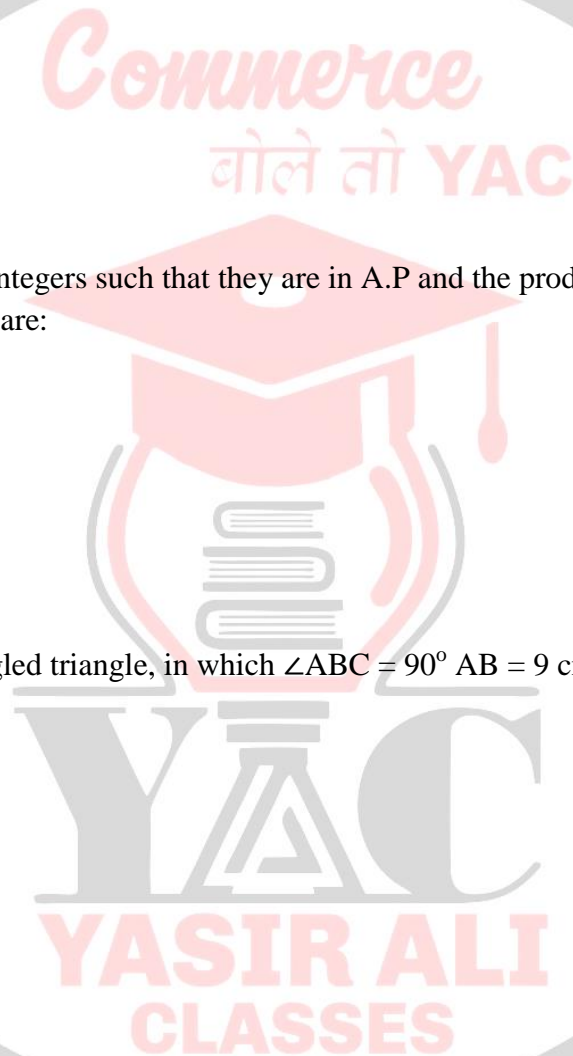 Commerce
बोले तो YAC
ntegers such that they are in A.P and the prod
are:
gled triangle, in which ∠ABC = 90° AB = 9 c
YAC
YASIR ALI
CLASSES